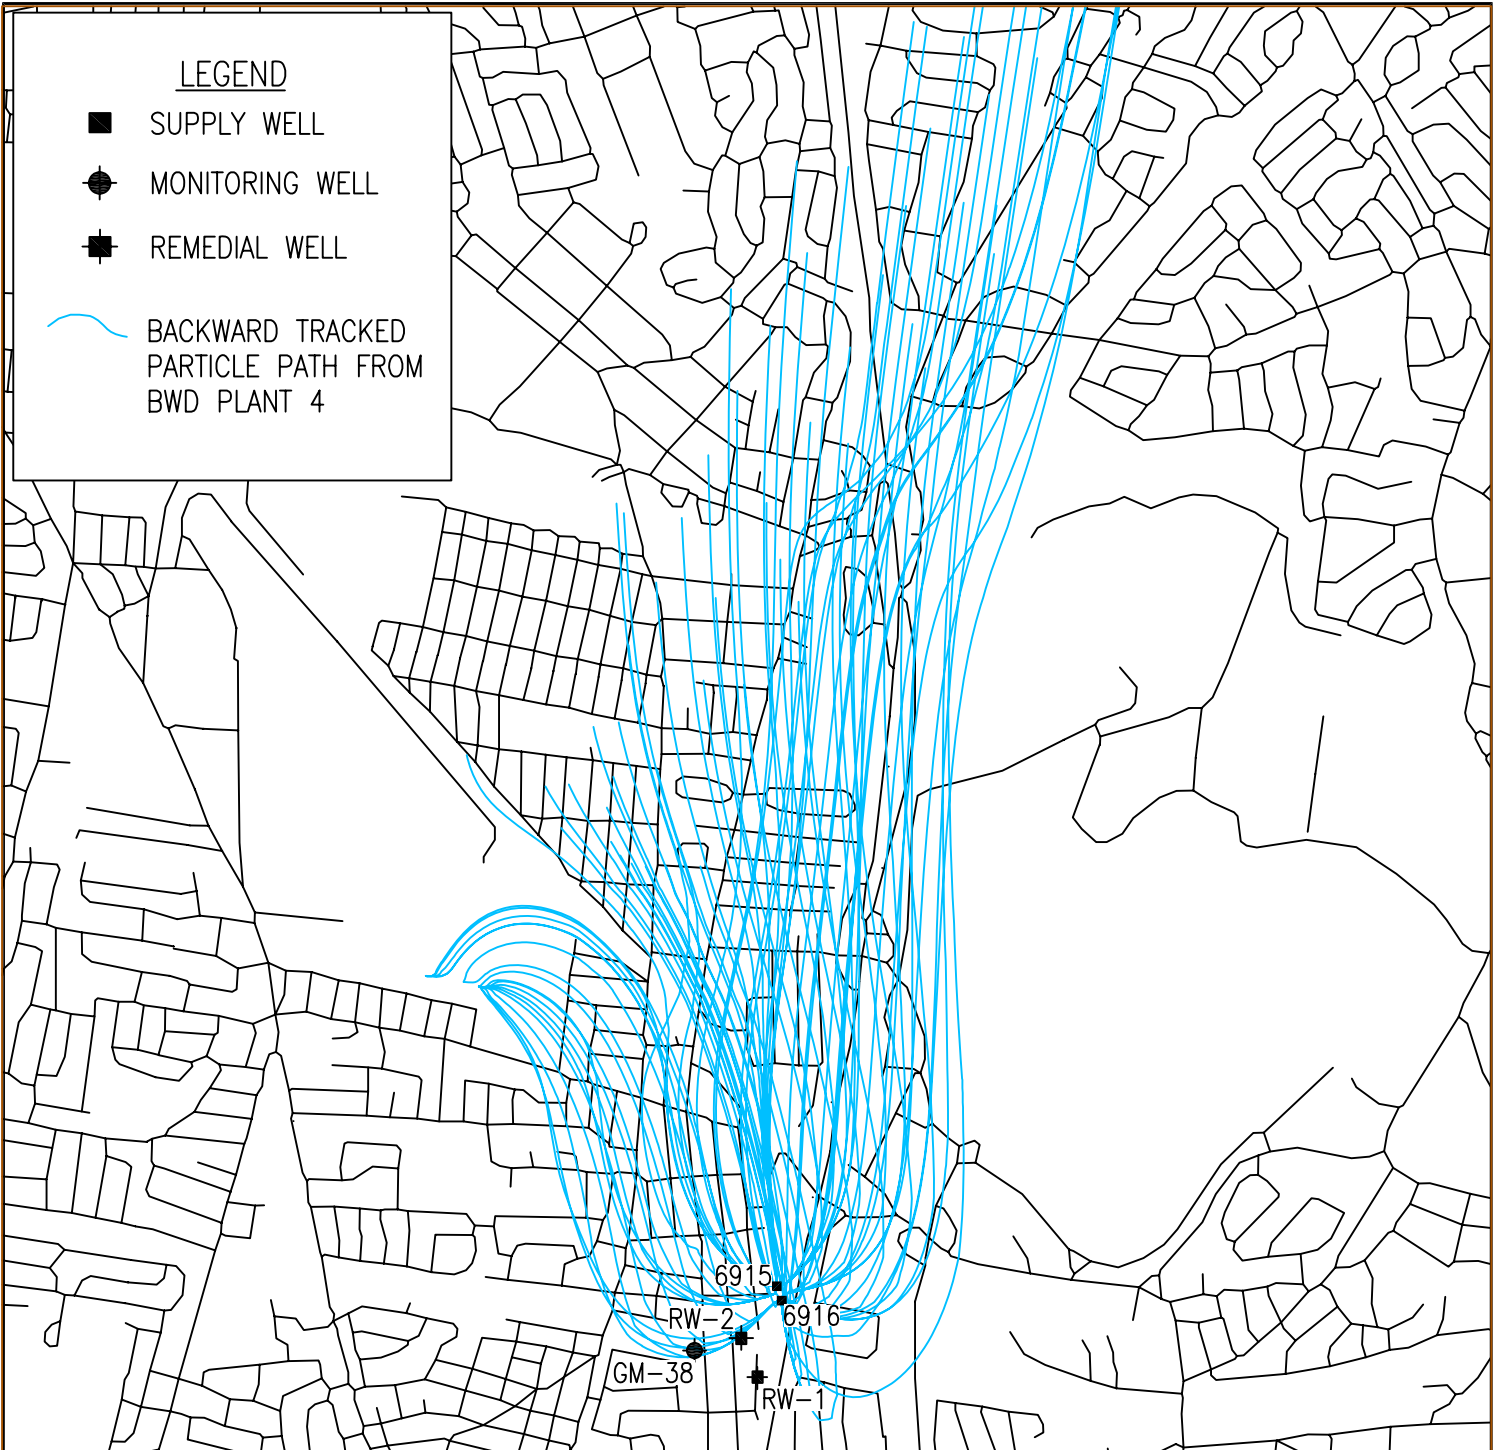 LEGEND
SUPPLY WELL
MONITORING WELL
REMEDIAL WELL
BACKWARD TRACKED
PARTICLE PATH FROM
BWD PLANT 4
6915
6916
RW-2
GM-38
RW-1